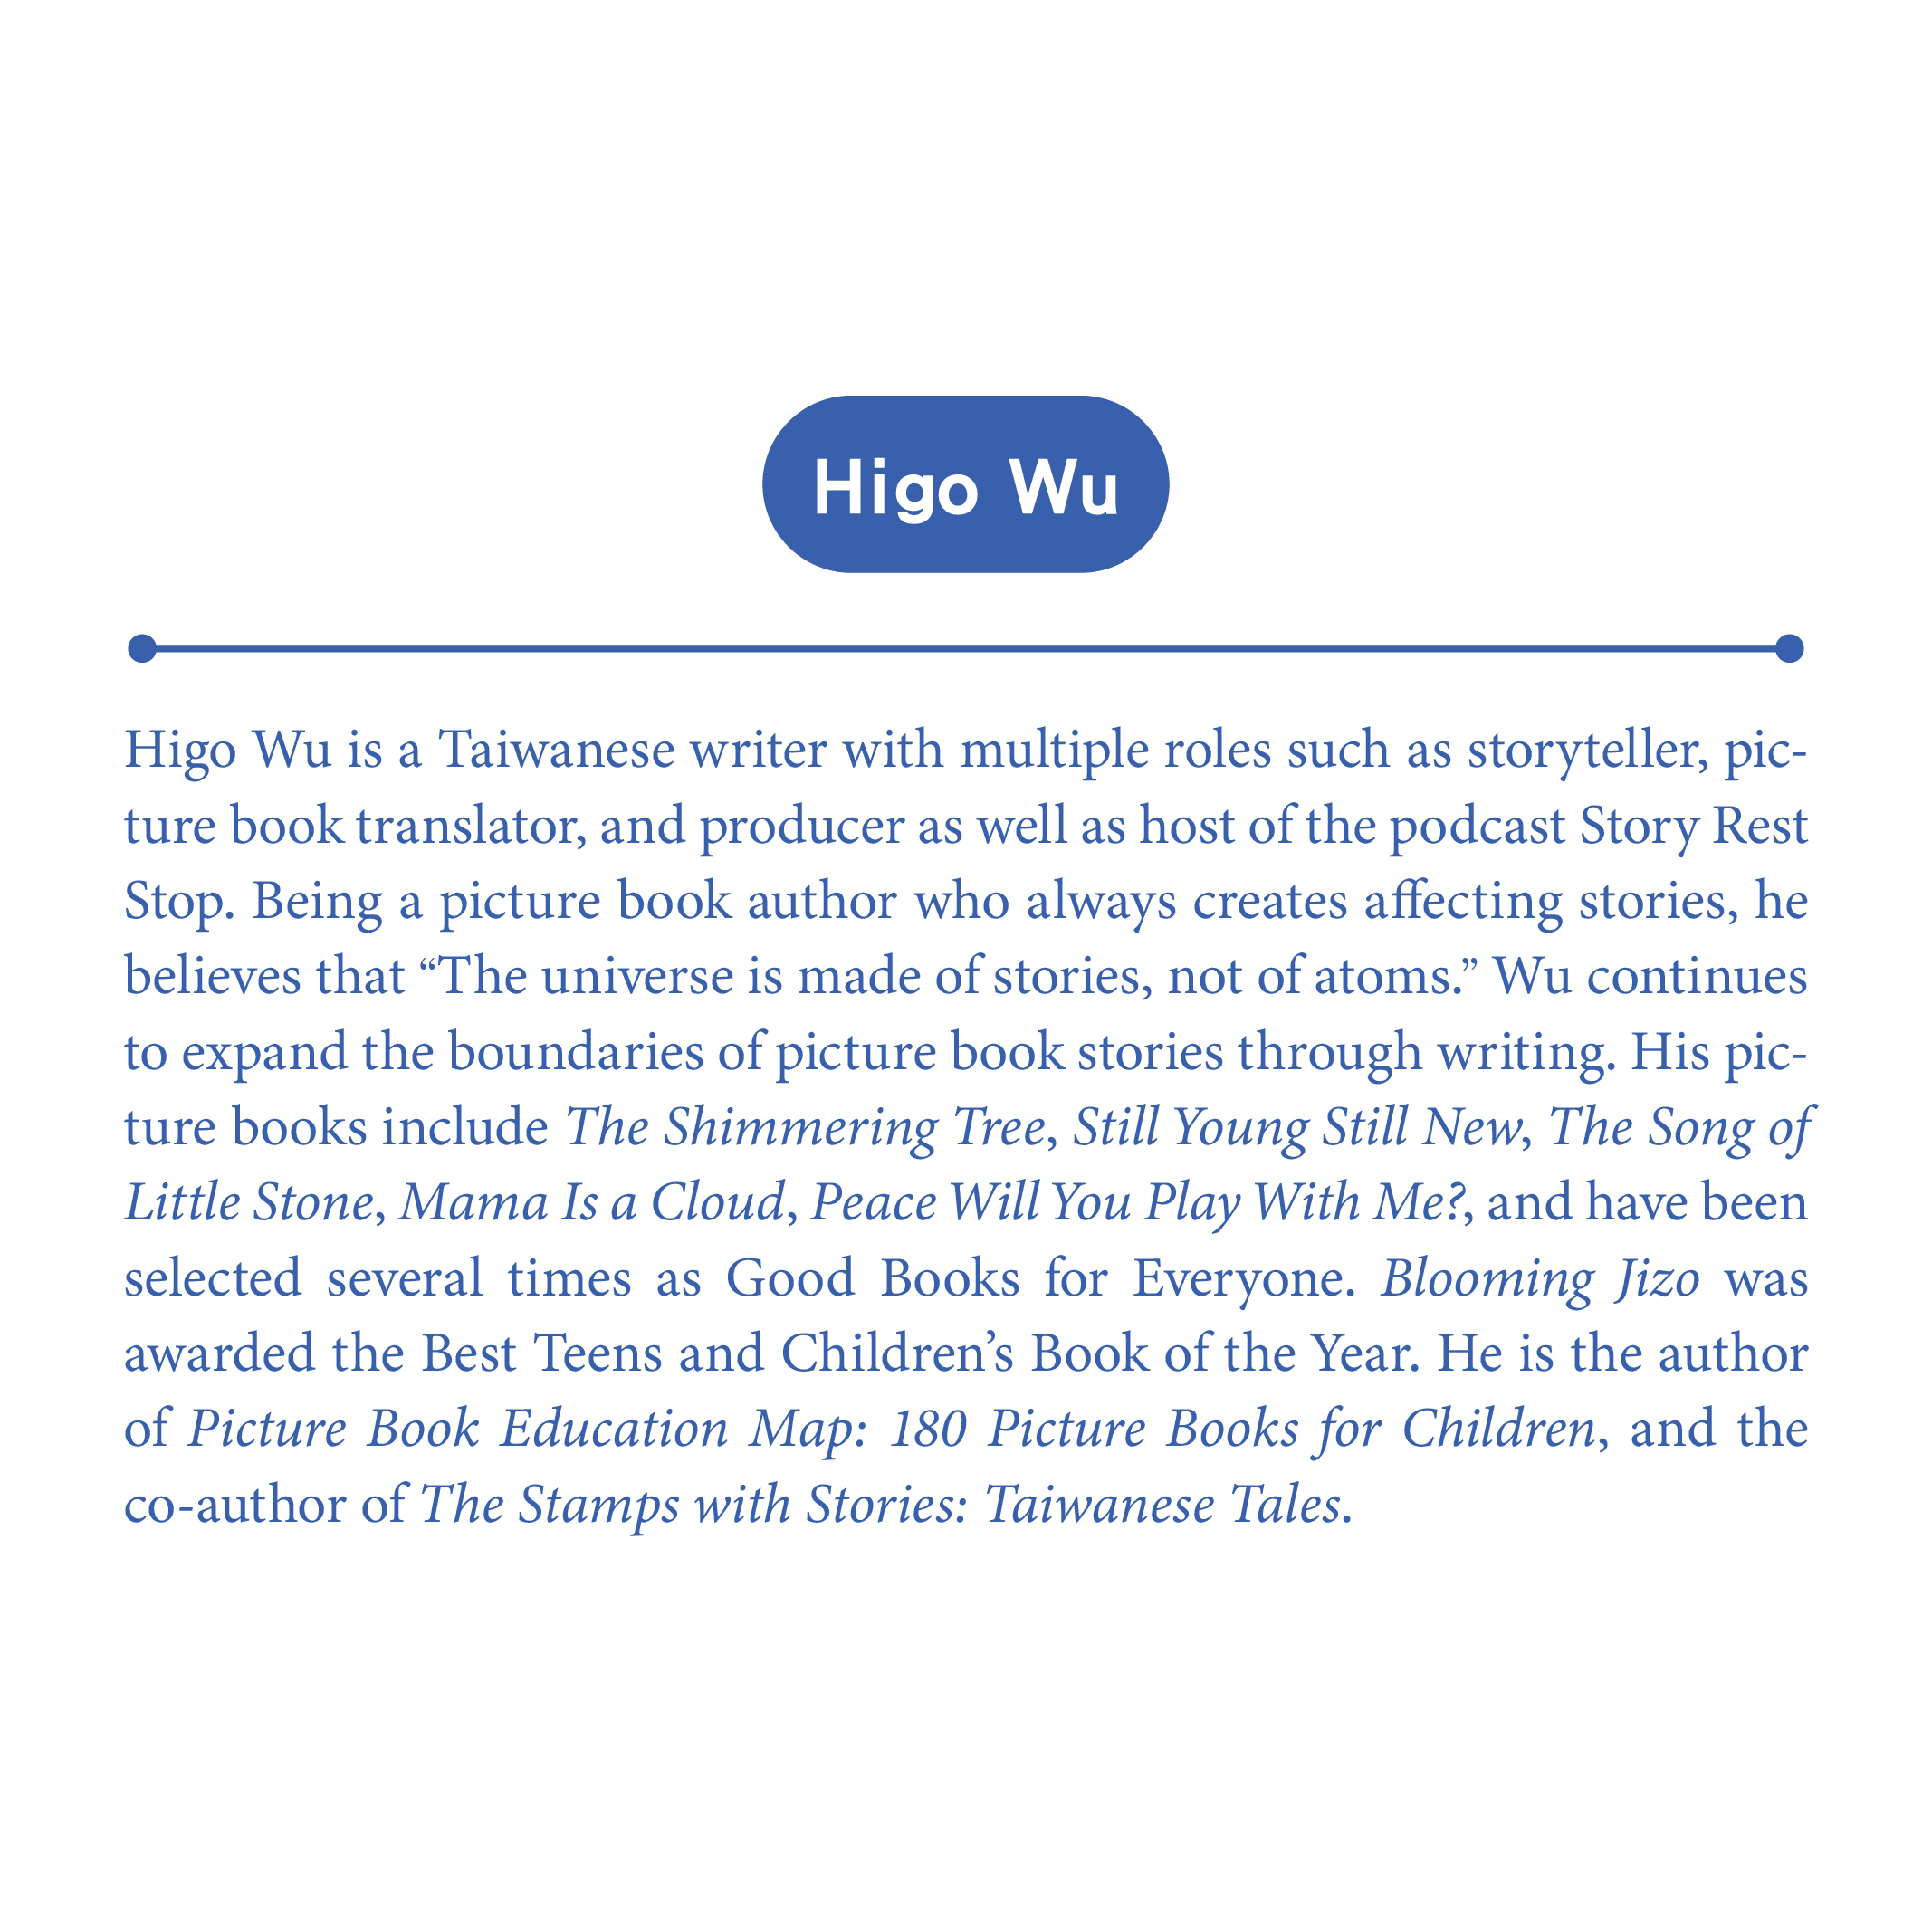 Higo Wu
Higo Wu is a Taiwanese writer with multiple roles such as storyteller, pic-
ture book translator, and producer as well as host of the podcast Story Rest
Stop. Being a picture book author who always creates affecting stories, he
believes that “The universe is made of stories, not of atoms.” Wu continues
to expand the boundaries of picture book stories through writing. His pic-
ture books include The Shimmering Tree, Still Young Still New, The Song of
Little Stone, Mama Is a Cloud, Peace Will You Play With Me?, and have been
selected several times as Good Books for Everyone. Blooming Jizo was
awarded the Best Teens and Children’s Book of the Year. He is the author
of Picture Book Education Map: 180 Picture Books for Children, and the
co-author of The Stamps with Stories: Taiwanese Tales.